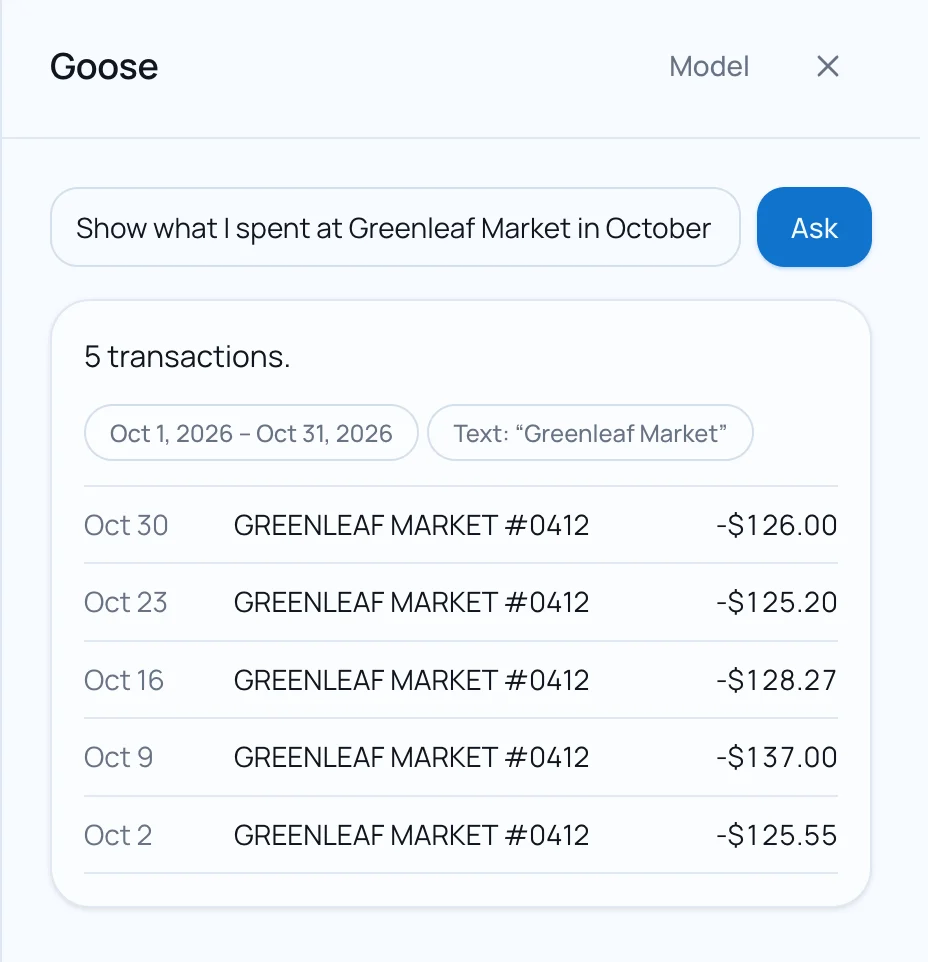 Goose
Model
Show what I spent at Greenleaf Market in October
Ask
5 transactions.
Oct 1, 2026 – Oct 31, 2026
Text: “Greenleaf Market”
Oct 30 GREENLEAF MARKET #0412 -$126.00
Oct 23 GREENLEAF MARKET #0412 -$125.20
Oct 16 GREENLEAF MARKET #0412 -$128.27
Oct 9 GREENLEAF MARKET #0412 -$137.00
Oct 2 GREENLEAF MARKET #0412 -$125.55